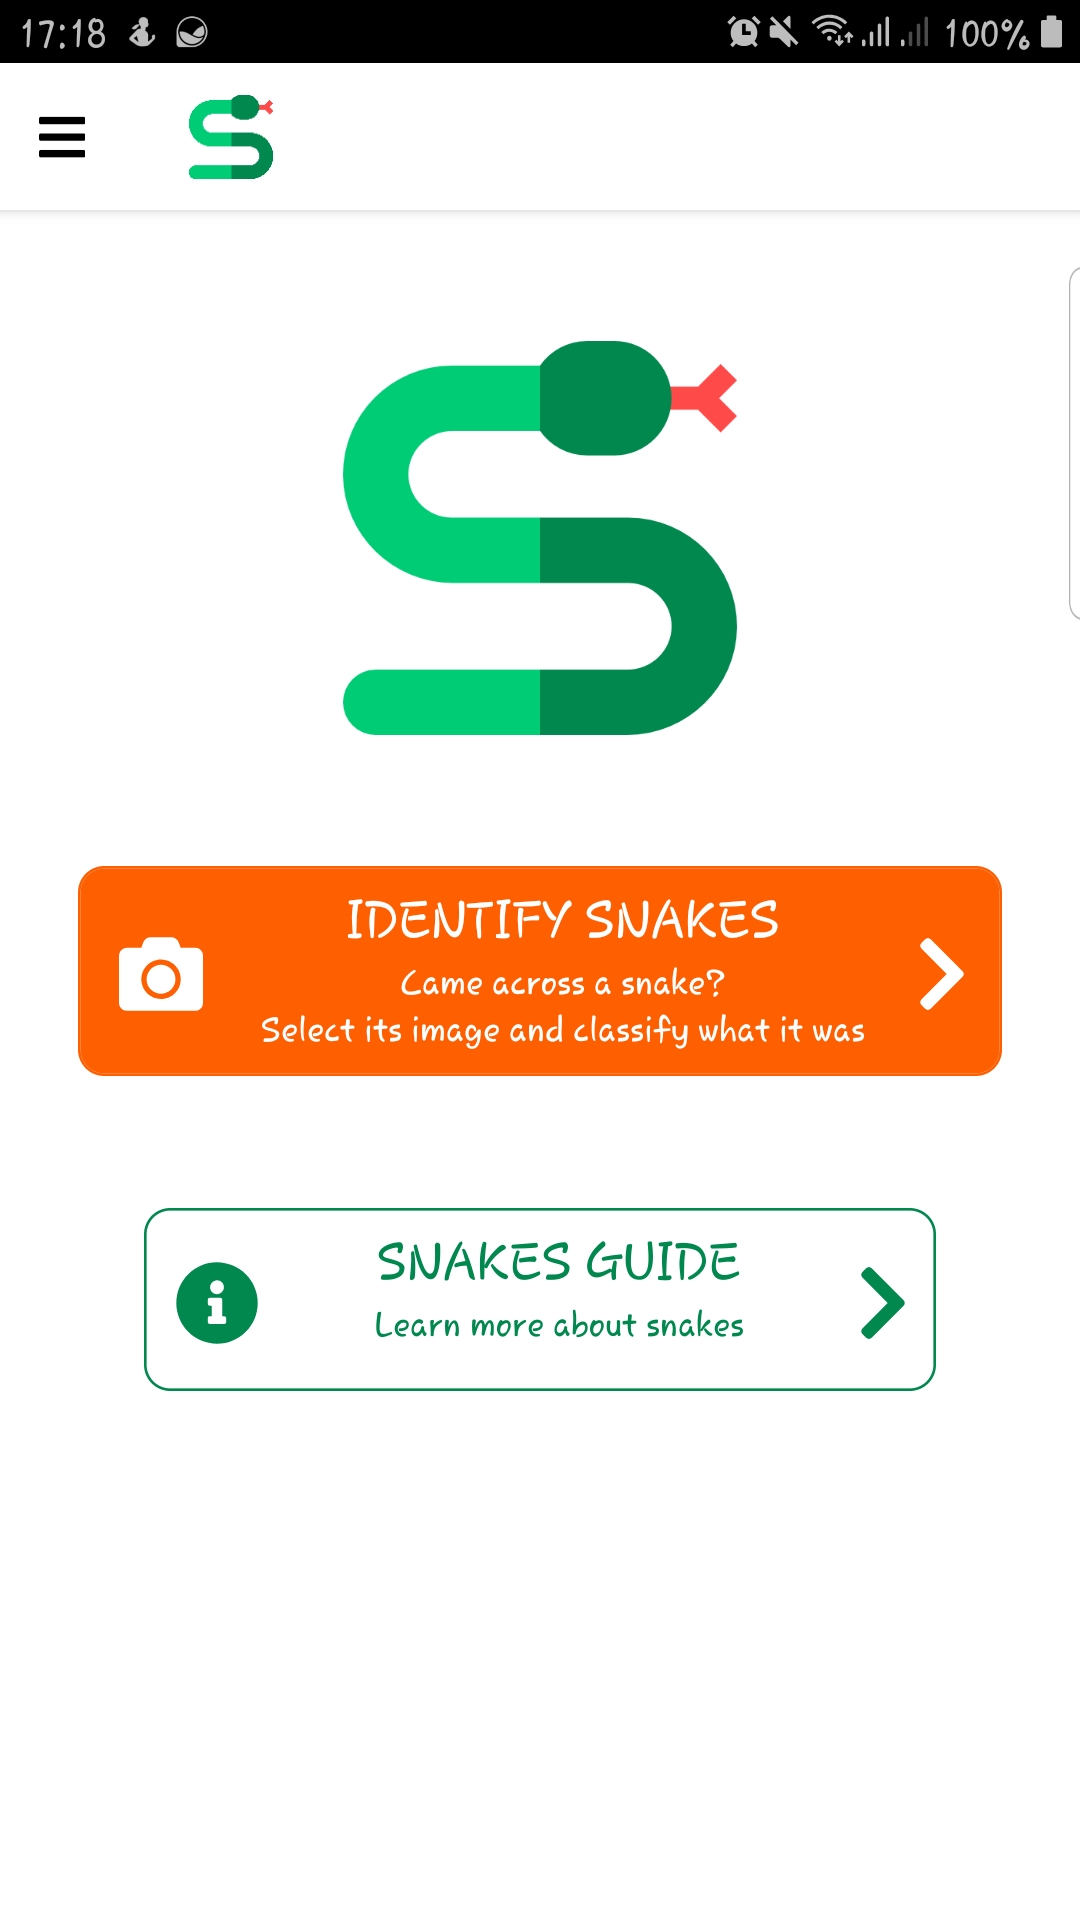 17:18
100%
IDENTIFY SNAKES
Came across a snake?
Select its image and classify what it was
SNAKES GUIDE
Learn more about snakes